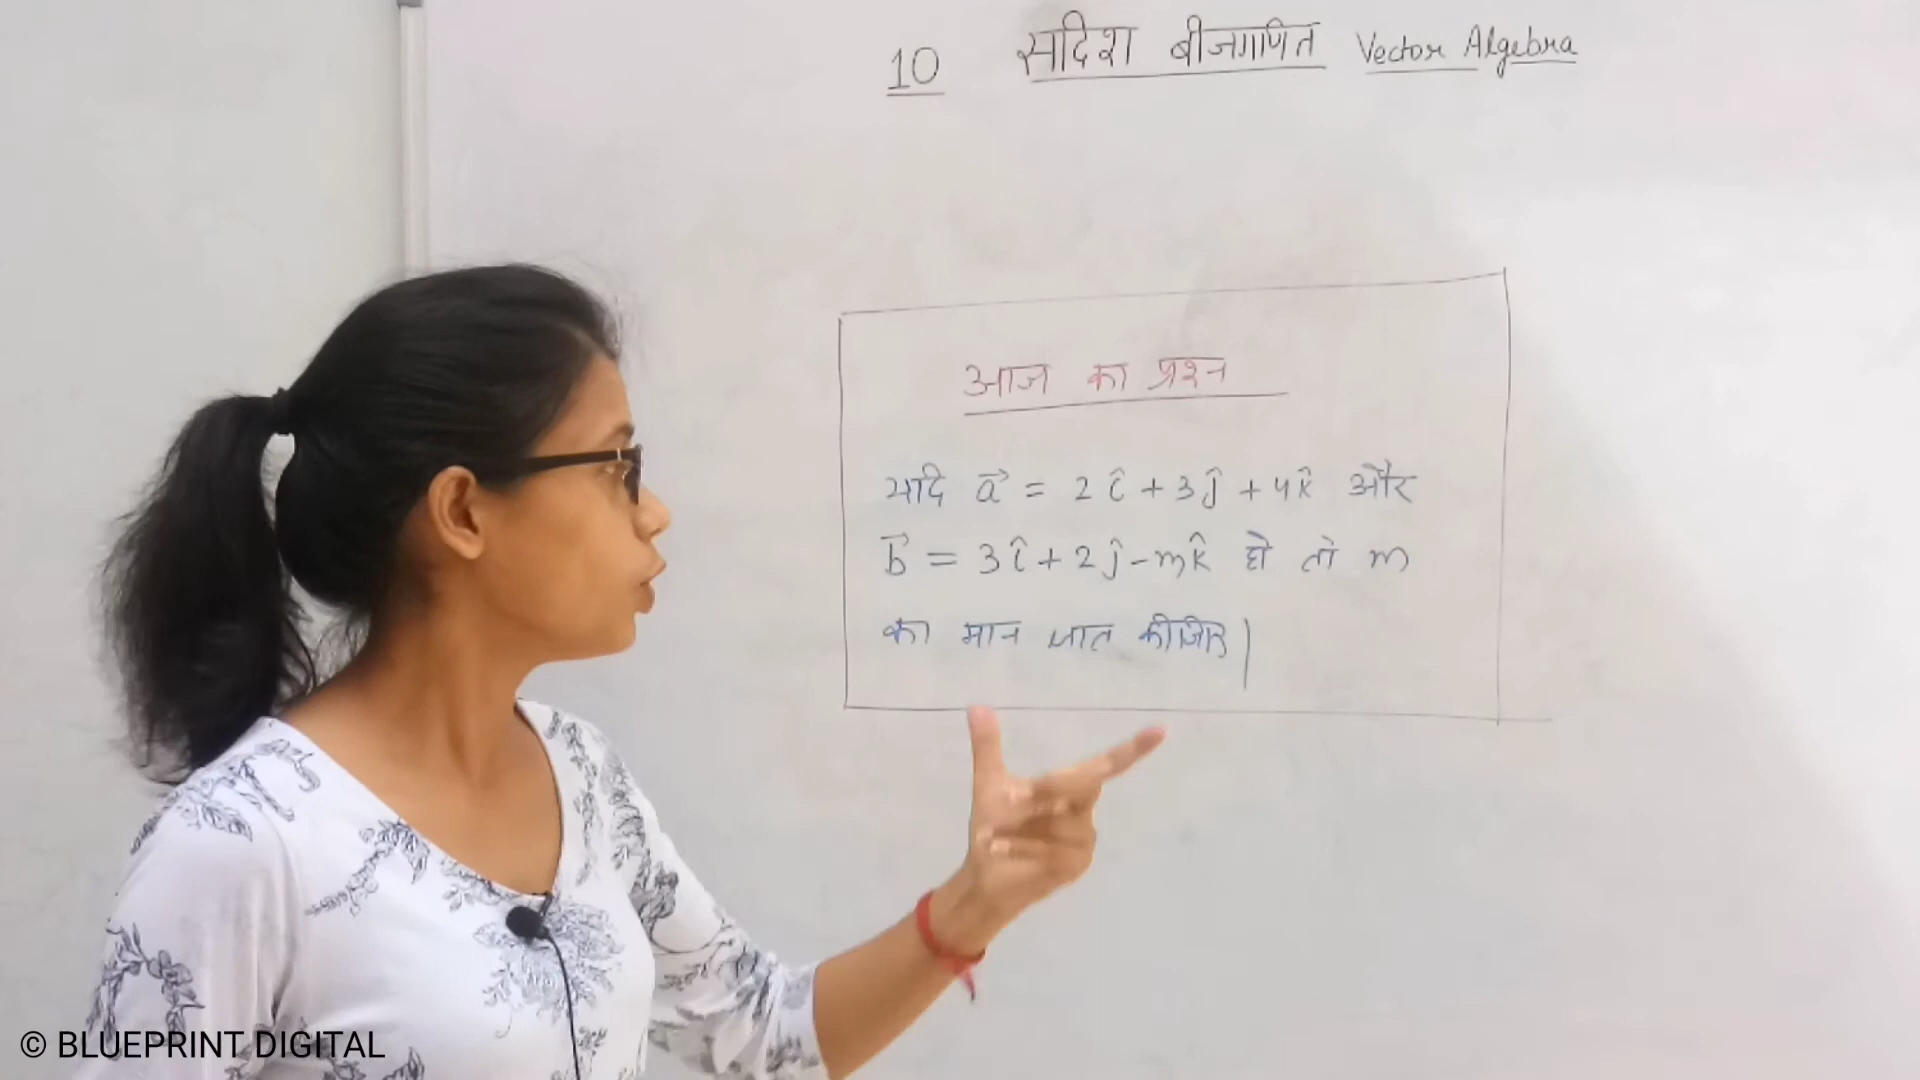 10 सदिश बीजगणित Vector Algebra
आज का प्रश्न
यदि a⃗ = 2î + 3ĵ + 4k̂ और
b⃗ = 3î + 2ĵ - mk̂ हो तो m
का मान ज्ञात कीजिए|
© BLUEPRINT DIGITAL